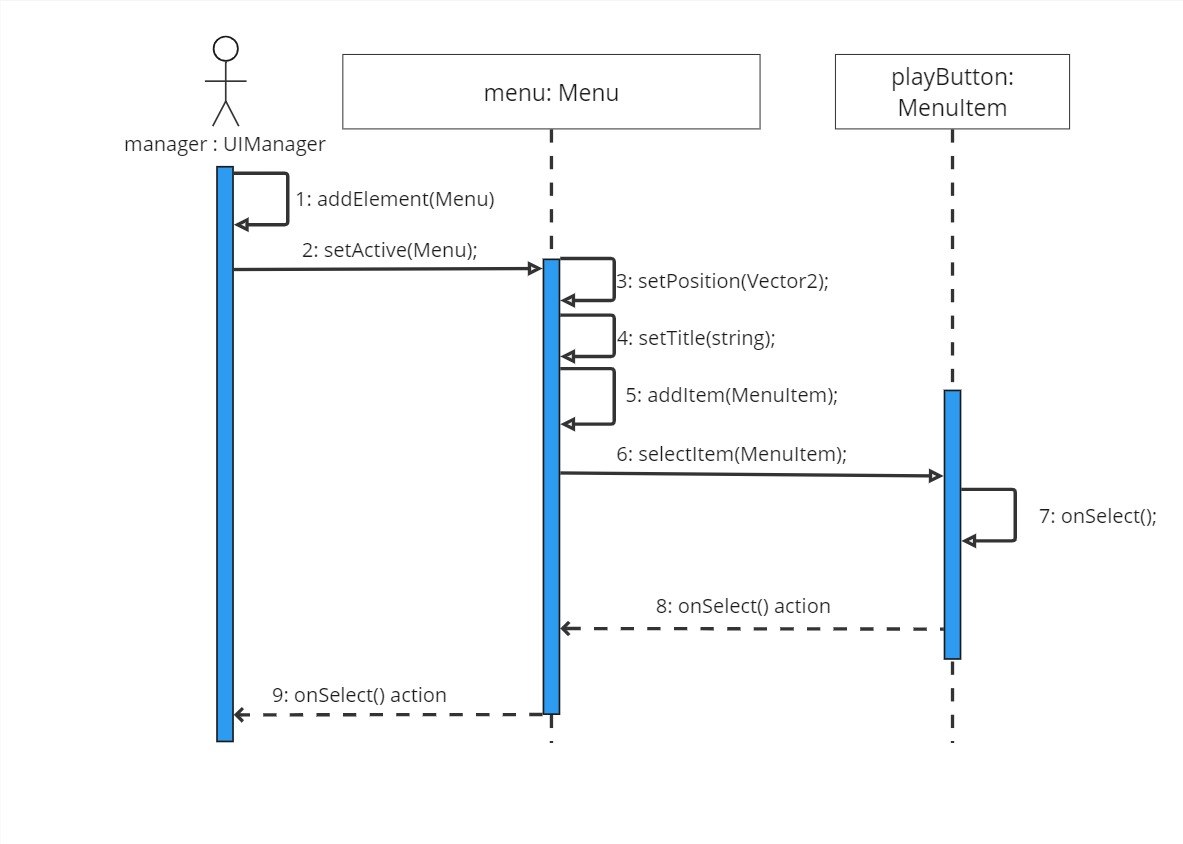 menu: Menu
playButton:
MenuItem
manager : UIManager
1: addElement(Menu)
2: setActive(Menu);
3: setPosition(Vector2);
4: setTitle(string);
5: addItem(MenuItem);
6: selectItem(MenuItem);
7: onSelect();
8: onSelect() action
9: onSelect() action